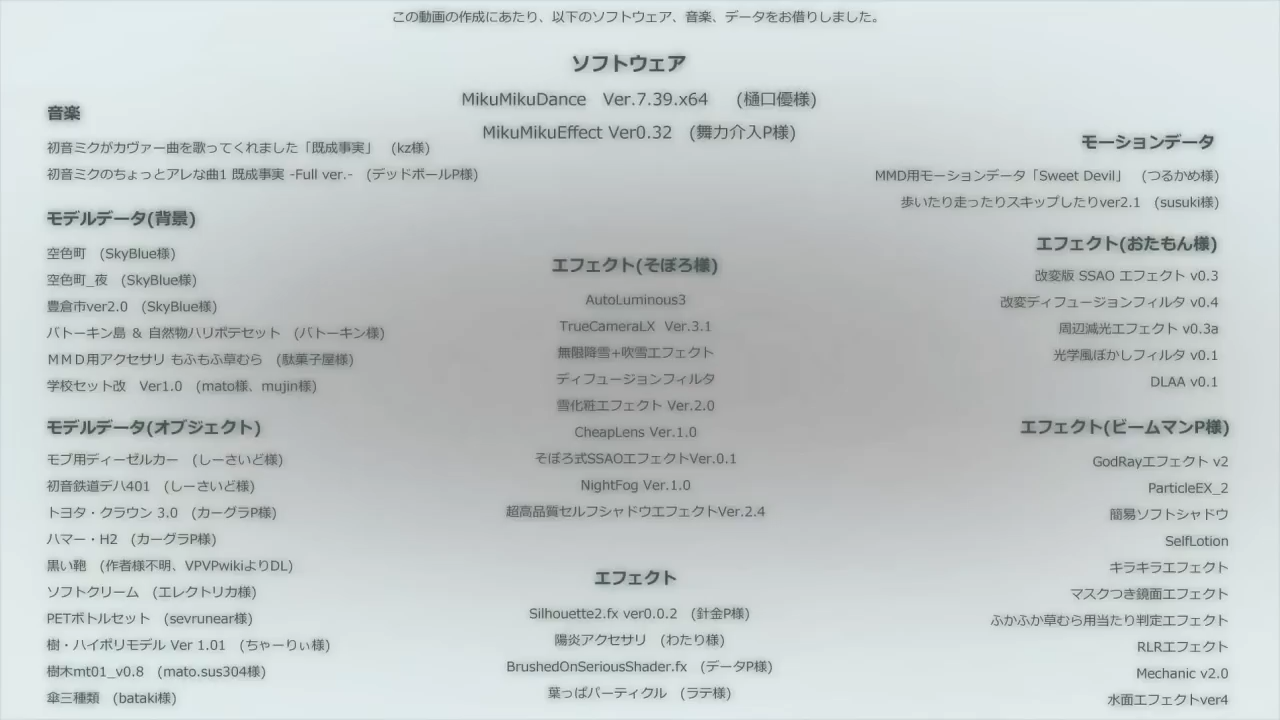 この動画の作成にあたり、以下のソフトウェア、音楽、データをお借りしました。
ソフトウェア
MikuMikuDance　Ver.7.39.x64　(樋口優様)
MikuMikuEffect Ver0.32　(舞力介入P様)
音楽
初音ミクがカヴァー曲を歌ってくれました「既成事実」　(kz様)
初音ミクのちょっとアレな曲1 既成事実 -Full ver.-　(デッドボールP様)
モデルデータ(背景)
空色町　(SkyBlue様)
空色町_夜　(SkyBlue様)
豊倉市ver2.0　(SkyBlue様)
バトーキン島 & 自然物ハリボテセット　(バトーキン様)
ＭＭＤ用アクセサリ もふもふ草むら　(駄菓子屋様)
学校セット改　Ver1.0　(mato様、mujin様)
モデルデータ(オブジェクト)
モブ用ディーゼルカー　(しーさいど様)
初音鉄道デハ401　(しーさいど様)
トヨタ・クラウン 3.0　(カーグラP様)
ハマー・H2　(カーグラP様)
黒い鞄　(作者様不明、VPVPwikiよりDL)
ソフトクリーム　(エレクトリカ様)
PETボトルセット　(sevrunear様)
樹・ハイポリモデル Ver 1.01　(ちゃーりぃ様)
樹木mt01_v0.8　(mato.sus304様)
傘三種類　(bataki様)
エフェクト(そぼろ様)
AutoLuminous3
TrueCameraLX  Ver.3.1
無限降雪+吹雪エフェクト
ディフュージョンフィルタ
雪化粧エフェクト Ver.2.0
CheapLens Ver.1.0
そぼろ式SSAOエフェクトVer.0.1
NightFog Ver.1.0
超高品質セルフシャドウエフェクトVer.2.4
エフェクト
Silhouette2.fx ver0.0.2　(針金P様)
陽炎アクセサリ　(わたり様)
BrushedOnSeriousShader.fx　(データP様)
葉っぱパーティクル　(ラテ様)
モーションデータ
MMD用モーションデータ「Sweet Devil」　(つるかめ様)
歩いたり走ったりスキップしたりver2.1　(susuki様)
エフェクト(おたもん様)
改変版 SSAO エフェクト v0.3
改変ディフュージョンフィルタ v0.4
周辺減光エフェクト v0.3a
光学風ぼかしフィルタ v0.1
DLAA v0.1
エフェクト(ビームマンP様)
GodRayエフェクト v2
ParticleEX_2
簡易ソフトシャドウ
SelfLotion
キラキラエフェクト
マスクつき鏡面エフェクト
ふかふか草むら用当たり判定エフェクト
RLRエフェクト
Mechanic v2.0
水面エフェクトver4